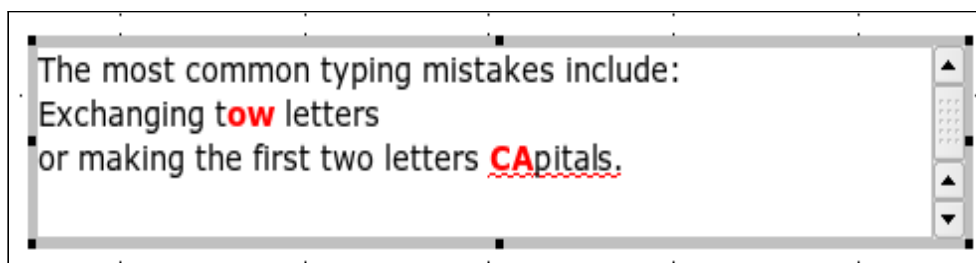 The most common typing mistakes include:
Exchanging tow letters
or making the first two letters CApitals.